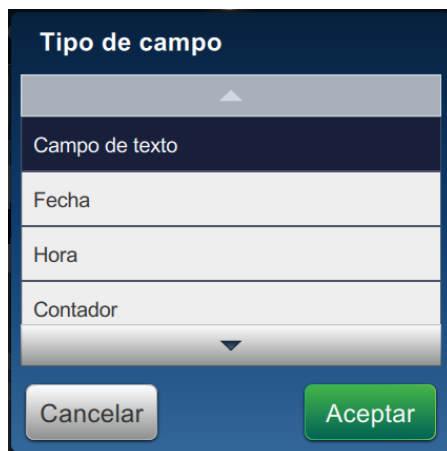 Tipo de campo
Campo de texto
Fecha
Hora
Contador
Cancelar
Aceptar